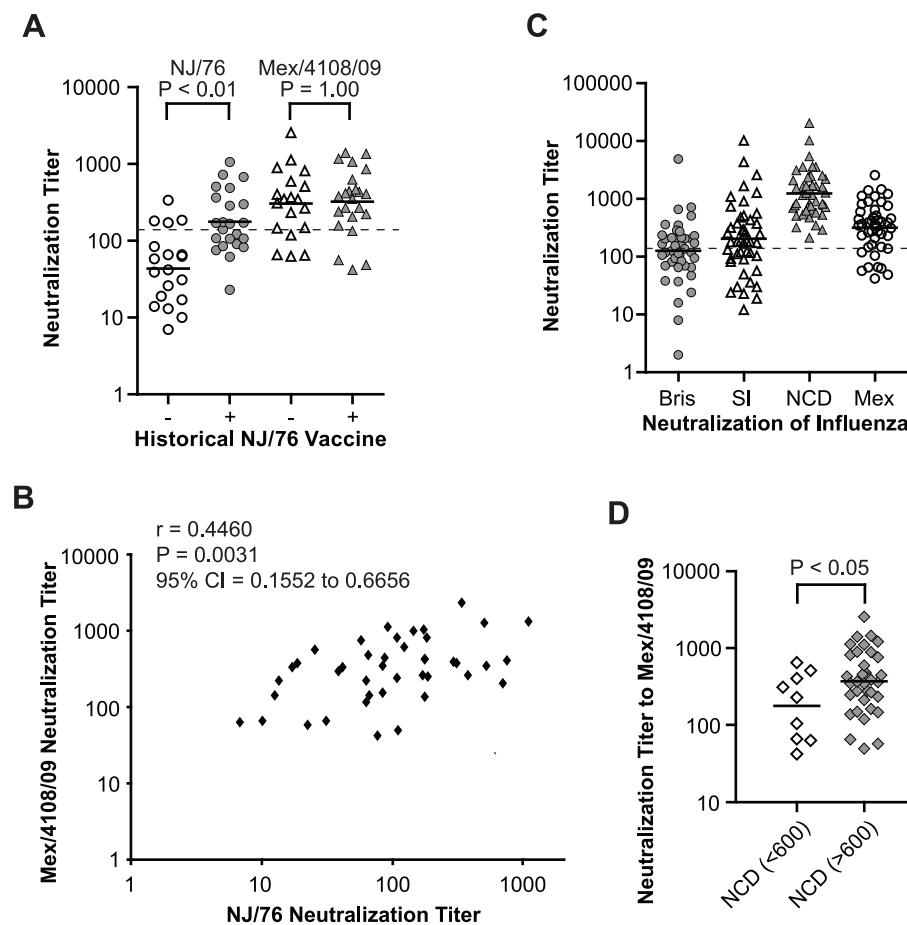 A
NJ/76
P < 0.01
Mex/4108/09
P = 1.00
Neutralization Titer
10000
1000
100
10
1
-
+
-
+
Historical NJ/76 Vaccine
C
Neutralization Titer
100000
10000
1000
100
10
1
Bris
SI
NCD
Mex
Neutralization of Influenza
B
r = 0.4460
P = 0.0031
95% CI = 0.1552 to 0.6656
Mex/4108/09 Neutralization Titer
10000
1000
100
10
1
1
10
100
1000
NJ/76 Neutralization Titer
D
P < 0.05
Neutralization Titer to Mex/4108/09
10000
1000
100
10
NCD (<600)
NCD (>600)